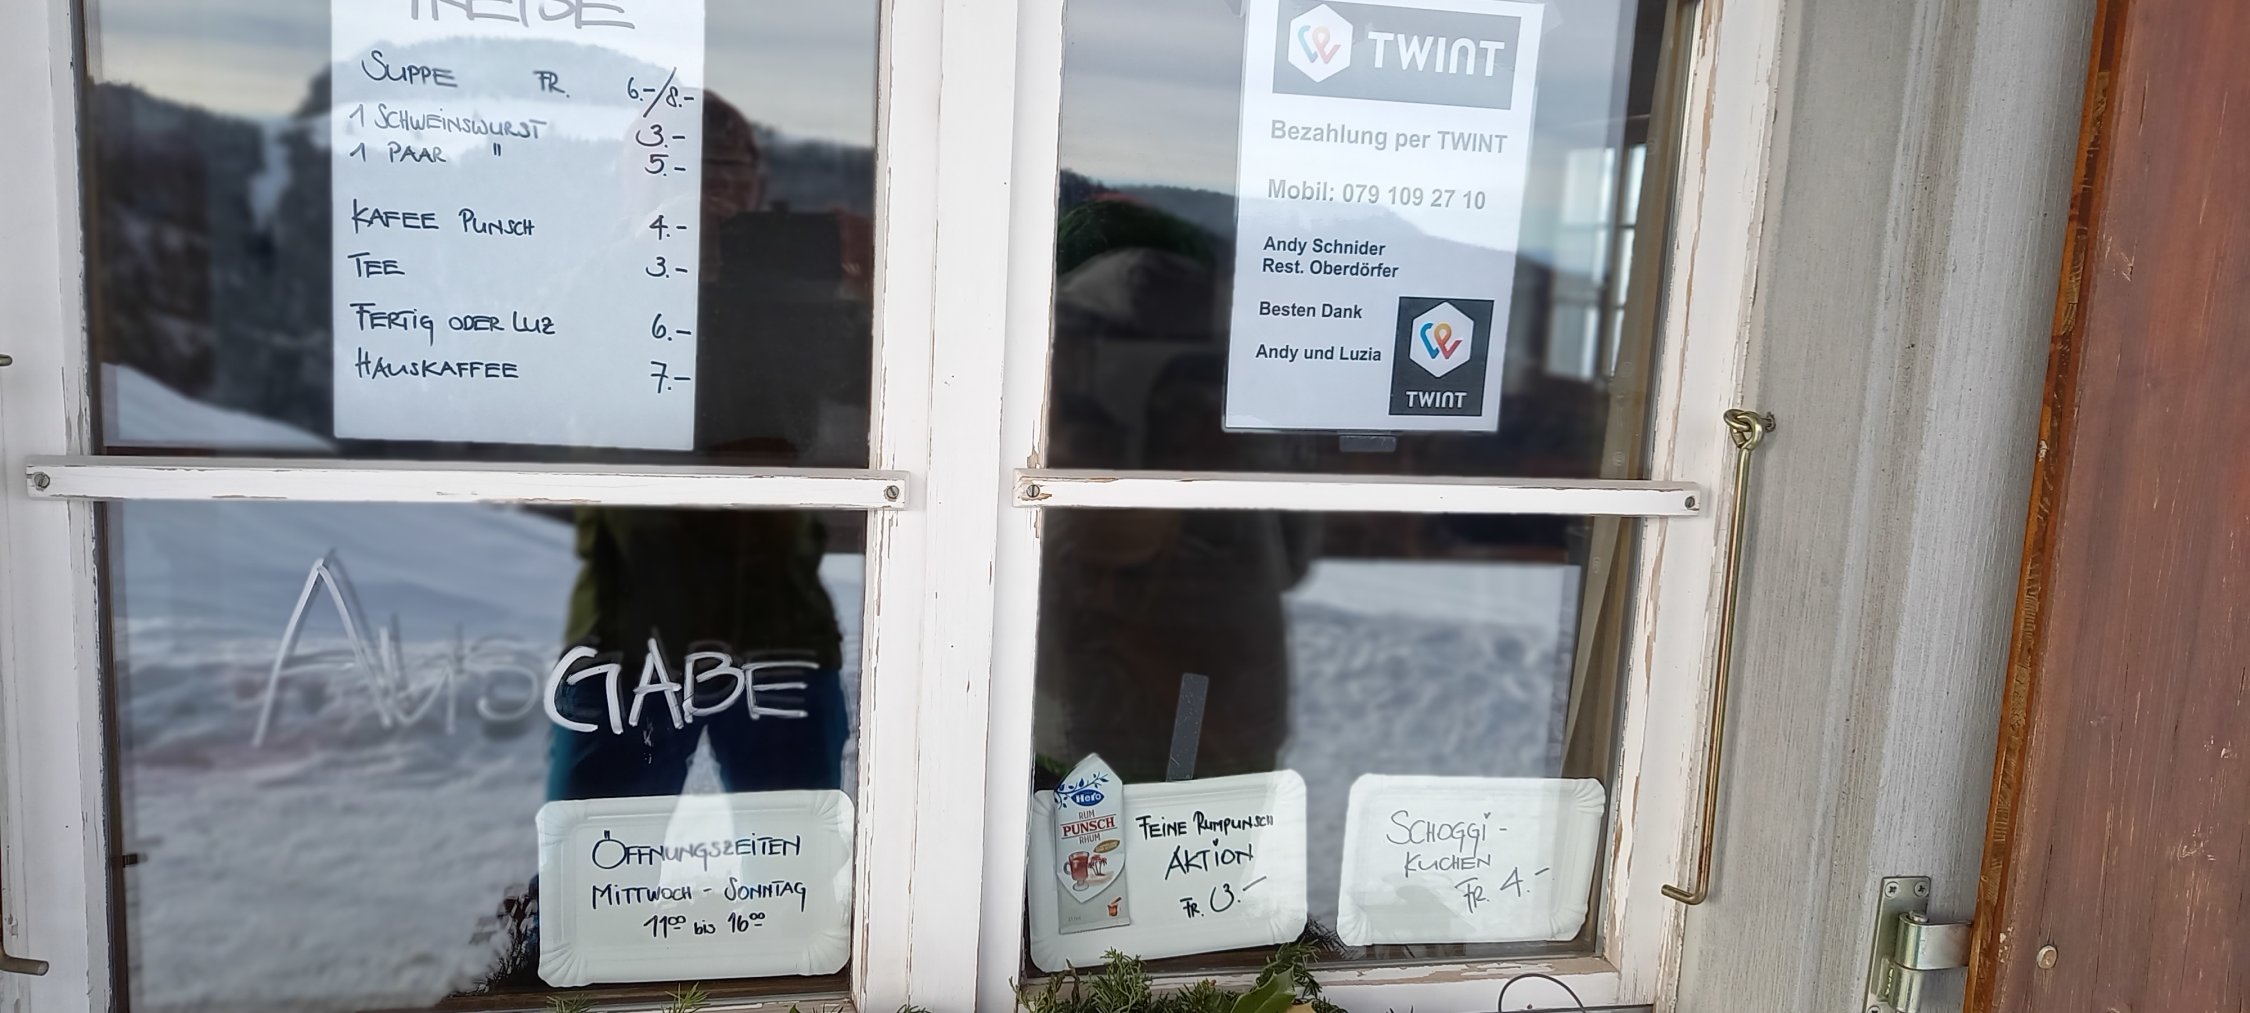 PREISE
SUPPE FR. 6.-/8.-
1 SCHWEINSWURST 3.-
1 PAAR " 5.-
KAFEE PUNSCH 4.-
TEE 3.-
FERTIG ODER LUZ 6.-
HAUSKAFFEE 7.-
TWINT
Bezahlung per TWINT
Mobil: 079 109 27 10
Andy Schnider
Rest. Oberdörfer
Besten Dank
Andy und Luzia
TWINT
AUSGABE
ÖFFNUNGSZEITEN
MITTWOCH - SONNTAG
1100 bis 1600
Hero
RUM
PUNSCH
RHUM
FEINE RUMPUNSCH
AKTION
FR. 3.-
SCHOGGI-
KUCHEN
FR. 4.-